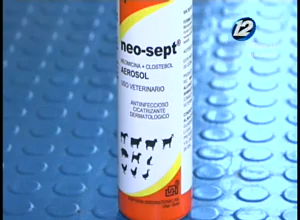 12
neo-sept®
NEOMICINA + CLOSTEBOL
AEROSOL
USO VETERINARIO
ANTIINFECCIOSO
CICATRIZANTE
DERMATOLOGICO